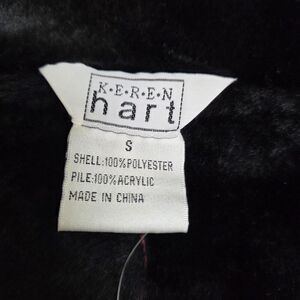 K·E·R·E·N
hart
S
SHELL:100%POLYESTER
PILE:100%ACRYLIC
MADE IN CHINA